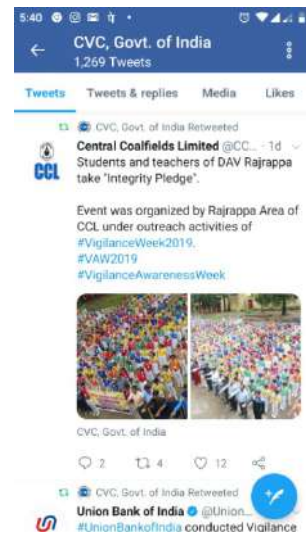 5:40
CVC, Govt. of India
1,269 Tweets
Tweets Tweets & replies Media Likes
CVC, Govt. of India Retweeted
Central Coalfields Limited @CC... · 1d
Students and teachers of DAV Rajrappa
take "Integrity Pledge".
Event was organized by Rajrappa Area of
CCL under outreach activities of
#VigilanceWeek2019.
#VAW2019
#VigilanceAwarenessWeek
CCL
CVC, Govt. of India
2 4 12
CVC, Govt. of India Retweeted
Union Bank of India @Union...
#UnionBankofIndia conducted Vigilance